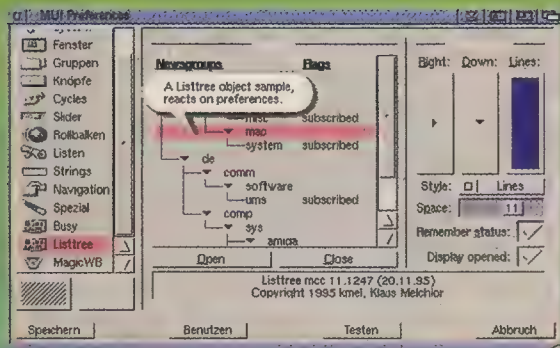 MUI Preferences
Fenster
Gruppen
Knöpfe
Cycles
Slider
Rollbalken
Listen
Strings
Navigation
Spezial
Busy
Listtree
MagicWB
Newsgroups Flags
A Listtree object sample,
reacts on preferences.
misc subscribed
mac
system subscribed
de
comm
software
ums subscribed
comp
sys
amiga
Open Close
Right: Down: Lines:
Style: Lines
Space: 11
Remember status:
Display opened:
Listtree mcc 11.1247 (20.11.95)
Copyright 1995 kmel, Klaus Melchior
Speichern Benutzen Testen Abbruch